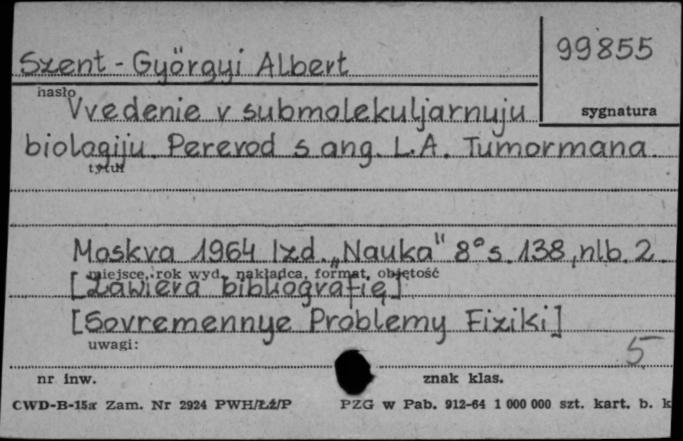 Szent-Györgyi Albert
99855
hasło
sygnatura
Vvedenie v submolekuljarnuju
biologiju. Perevod s ang. L.A. Tumormana.
tytuł
Moskva 1964 Izd. „Nauka" 8° s. 138, nlb. 2.
miejsce, rok wyd., nakładca, format, objętość
[Zawiera bibliografię]
[Sovremennye Problemy Fiziki]
uwagi:
5
nr inw.
znak klas.
CWD-B-15a Zam. Nr 2924 PWH/Łź/P PZG w Pab. 912-64 1 000 000 szt. kart. b. k